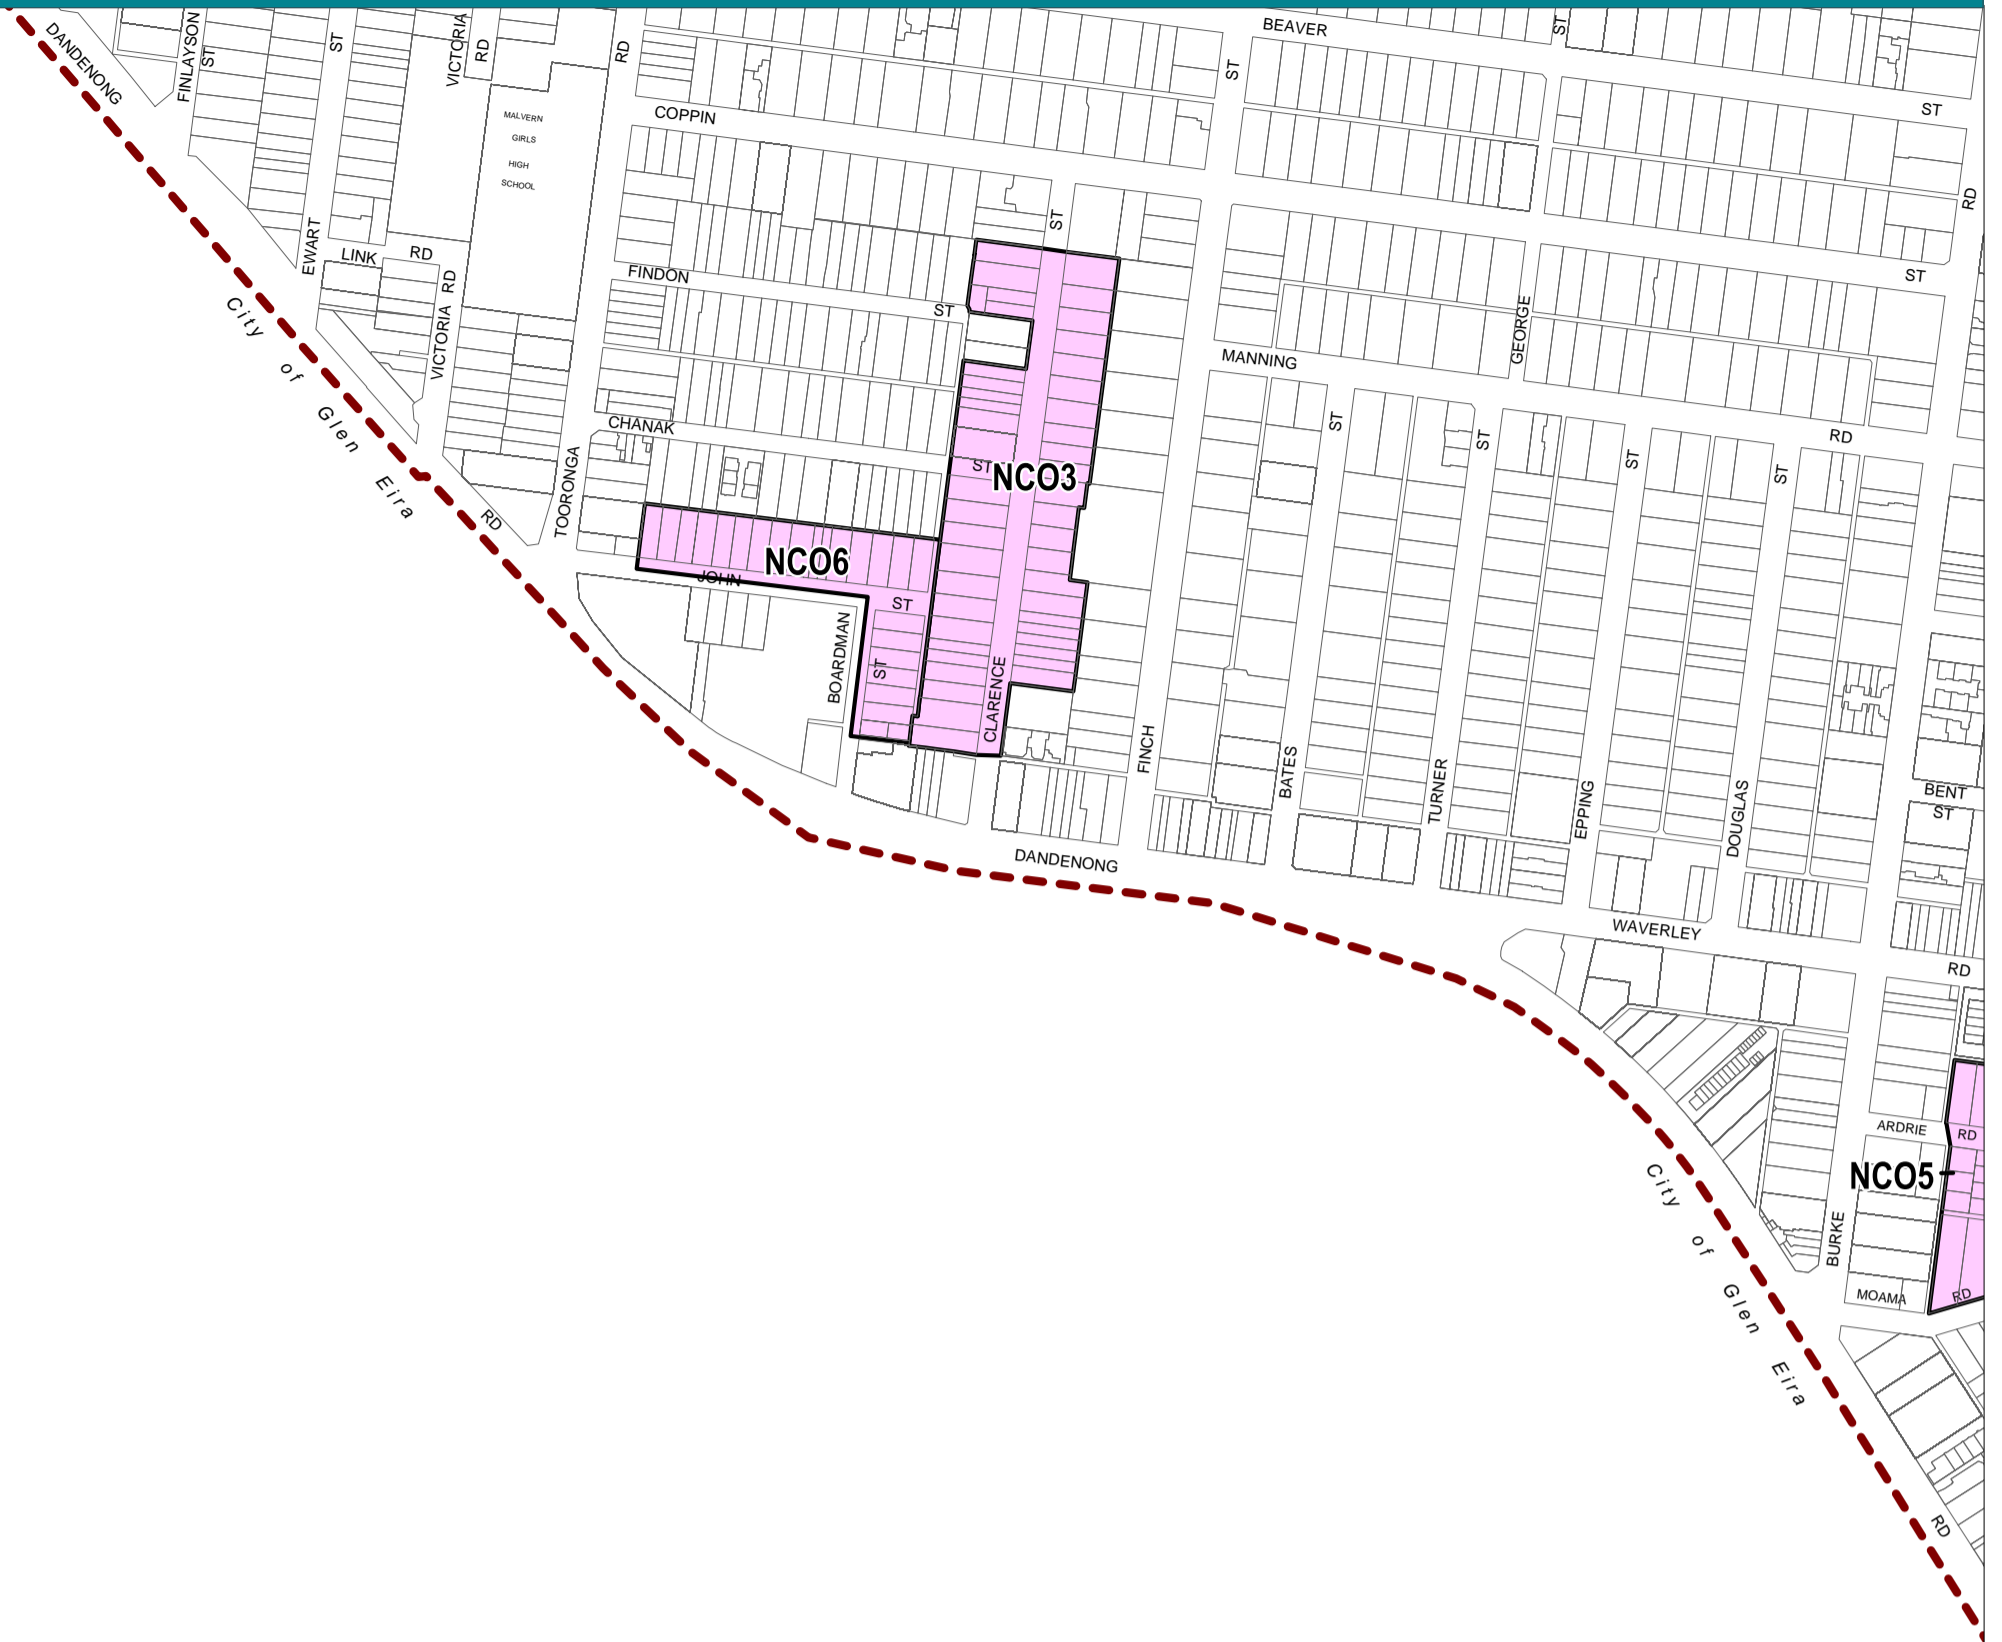 BEAVER
ST
DANDENONG
FINLAYSON
ST
ST
VICTORIA
RD
RD
ST
COPPIN
MALVERN
GIRLS
HIGH
SCHOOL
ST
ST
RD
EWART
LINK
RD
VICTORIA RD
FINDON
ST
ST
GEORGE
MANNING
RD
City of Glen Eira
CHANAK
ST
NCO3
ST
ST
ST
ST
TOORONGA
RD
NCO6
JOHN
ST
BOARDMAN
ST
CLARENCE
FINCH
BATES
TURNER
EPPING
DOUGLAS
BENT
ST
DANDENONG
WAVERLEY
RD
ARDRIE
RD
NCO5
City of Glen Eira
BURKE
MOAMA
RD
RD